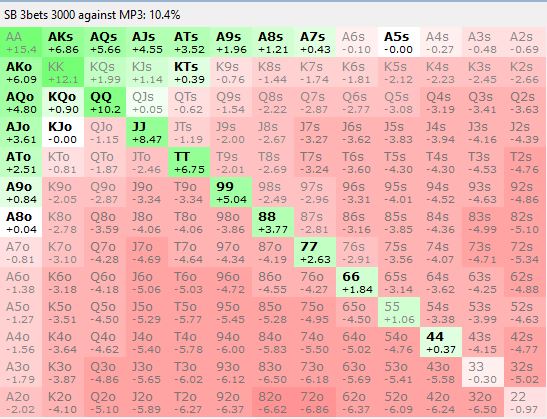 SB 3bets 3000 against MP3: 10.4%
AA AKs AQs AJs ATs A9s A8s A7s A6s A5s A4s A3s A2s
+15.4 +6.86 +5.66 +4.55 +3.52 +1.96 +1.21 +0.43 -0.10 -0.00 -0.27 -0.48 -0.69
AKo KK KQs KJs KTs K9s K8s K7s K6s K5s K4s K3s K2s
+6.09 +12.1 +1.99 +1.14 +0.39 -0.76 -1.44 -1.74 -1.81 -2.12 -2.23 -2.45 -2.66
AQo KQo QQ QJs QTs Q9s Q8s Q7s Q6s Q5s Q4s Q3s Q2s
+4.80 +0.90 +10.2 +0.05 -0.62 -1.54 -2.22 -2.87 -2.77 -3.08 -3.19 -3.41 -3.63
AJo KJo QJo JJ JTs J9s J8s J7s J6s J5s J4s J3s J2s
+3.61 -0.00 -1.15 +8.47 -1.19 -2.00 -2.67 -3.27 -3.62 -3.83 -3.94 -4.16 -4.39
ATo KTo QTo JTo TT T9s T8s T7s T6s T5s T4s T3s T2s
+2.51 -0.81 -1.87 -2.46 +6.75 -2.01 -2.69 -3.24 -3.60 -4.30 -4.30 -4.53 -4.76
A9o K9o Q9o J9o T9o 99 98s 97s 96s 95s 94s 93s 92s
+0.84 -2.05 -2.87 -3.34 -3.34 +5.04 -2.49 -2.96 -3.31 -4.01 -4.52 -4.63 -4.86
A8o K8o Q8o J8o T8o 98o 88 87s 86s 85s 84s 83s 82s
+0.04 -2.78 -3.59 -4.06 -4.06 -3.86 +3.77 -2.81 -3.16 -3.85 -4.36 -4.99 -5.10
A7o K7o Q7o J7o T7o 97o 87o 77 76s 75s 74s 73s 72s
-0.81 -3.10 -4.28 -4.69 -4.64 -4.34 -4.19 +2.63 -2.91 -3.56 -4.07 -4.71 -5.34
A6o K6o Q6o J6o T6o 96o 86o 76o 66 65s 64s 63s 62s
-1.38 -3.18 -4.18 -5.06 -5.03 -4.72 -4.55 -4.27 +1.84 -3.14 -3.62 -4.25 -4.88
A5o K5o Q5o J5o T5o 95o 85o 75o 65o 55 54s 53s 52s
-1.27 -3.51 -4.50 -5.29 -5.77 -5.45 -5.28 -4.95 -4.50 +1.06 -3.38 -3.99 -4.63
A4o K4o Q4o J4o T4o 94o 84o 74o 64o 54o 44 43s 42s
-1.56 -3.64 -4.62 -5.40 -5.78 -6.00 -5.83 -5.50 -5.02 -4.76 +0.37 -4.15 -4.77
A3o K3o Q3o J3o T3o 93o 83o 73o 63o 53o 43o 33 32s
-1.79 -3.87 -4.86 -5.65 -6.02 -6.12 -6.50 -6.18 -5.69 -5.41 -5.58 -0.30 -5.02
A2o K2o Q2o J2o T2o 92o 82o 72o 62o 52o 42o 32o 22
-2.02 -4.10 -5.10 -5.89 -6.27 -6.37 -6.62 -6.86 -6.37 -6.09 -6.24 -6.50 -0.97